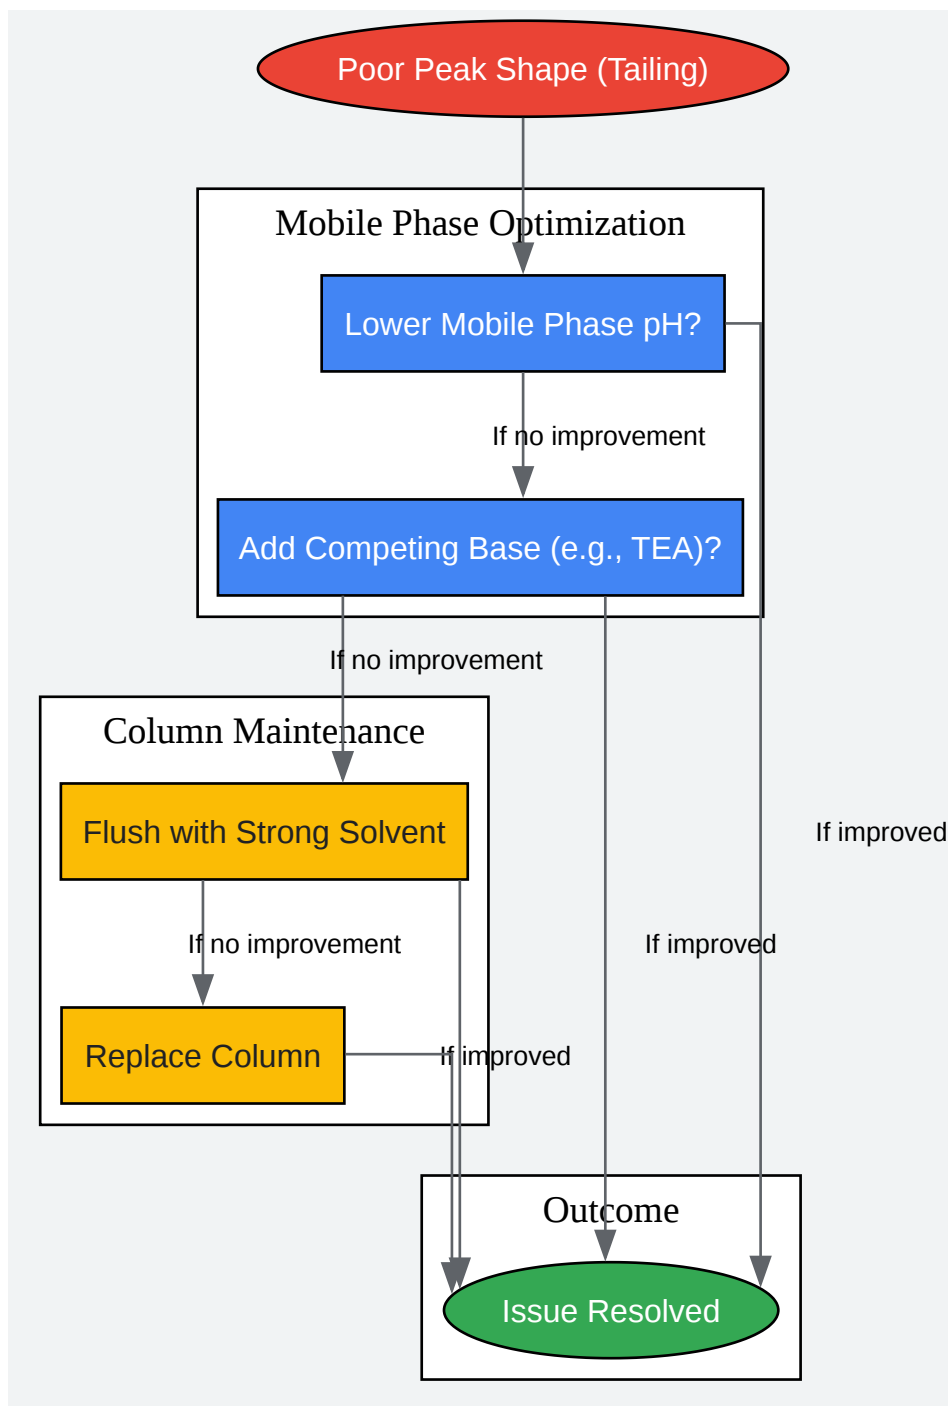 Poor Peak Shape (Tailing)
Mobile Phase Optimization
Lower Mobile Phase pH?
If no improvement
Add Competing Base (e.g., TEA)?
If no improvement
Column Maintenance
Flush with Strong Solvent
If improved
If no improvement
If improved
Replace Column
If improved
Outcome
Issue Resolved